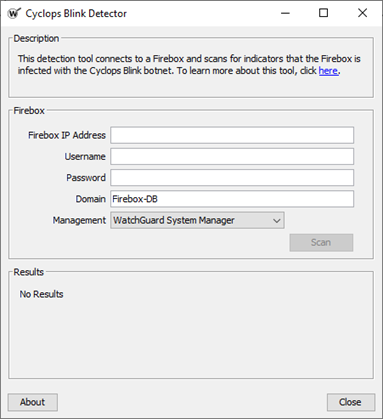 Cyclops Blink Detector
Description
This detection tool connects to a Firebox and scans for indicators that the Firebox is
infected with the Cyclops Blink botnet. To learn more about this tool, click here.
Firebox
Firebox IP Address
Username
Password
Domain Firebox-DB
Management WatchGuard System Manager
Scan
Results
No Results
About Close